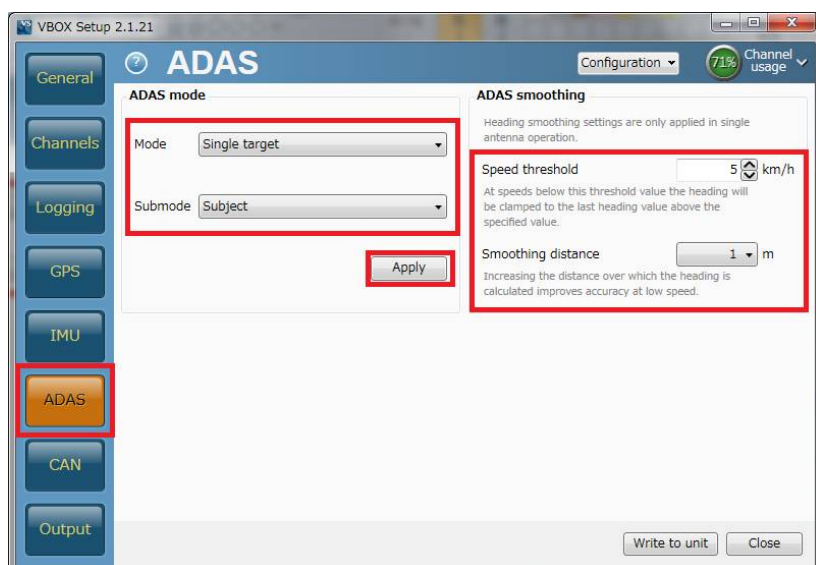 VBOX Setup 2.1.21
General
Channels
Logging
GPS
IMU
ADAS
CAN
Output
? ADAS
Configuration
71% Channel
usage
ADAS mode
Mode Single target
Submode Subject
Apply
ADAS smoothing
Heading smoothing settings are only applied in single
antenna operation.
Speed threshold 5 km/h
At speeds below this threshold value the heading will
be clamped to the last heading value above the
specified value.
Smoothing distance 1 m
Increasing the distance over which the heading is
calculated improves accuracy at low speed.
Write to unit Close